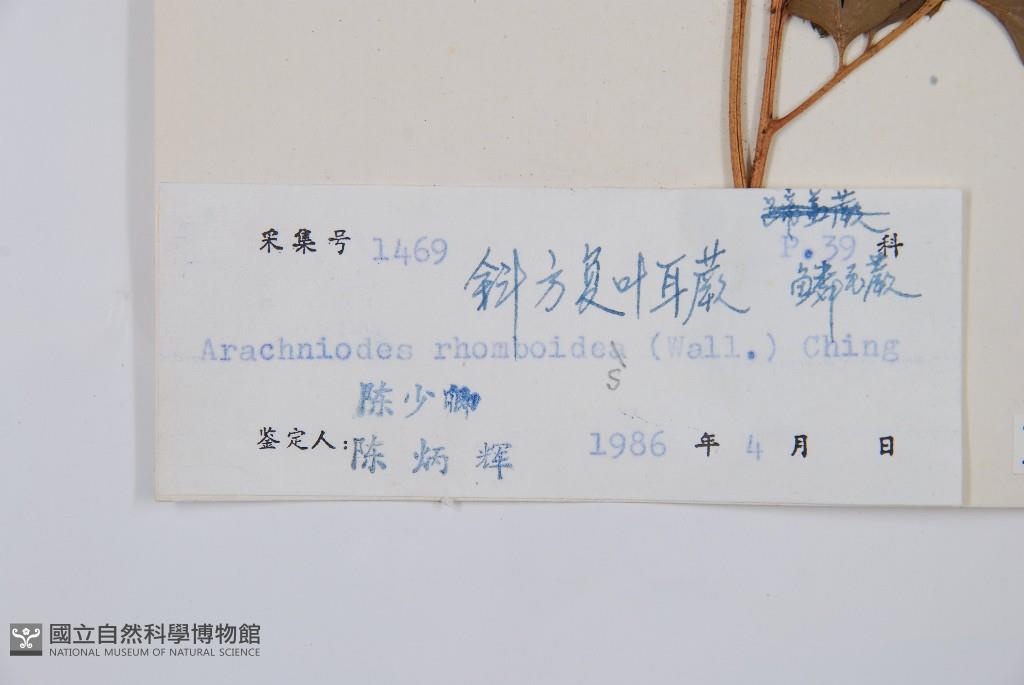 蹄盖蕨
采集号 1469 P.39 科
斜方复叶耳蕨 鳞毛蕨
Arachniodes rhomboidea (Wall.) Ching
s
陈少卿
鉴定人: 陈炳辉 1986 年 4 月 日
國立自然科學博物館
NATIONAL MUSEUM OF NATURAL SCIENCE